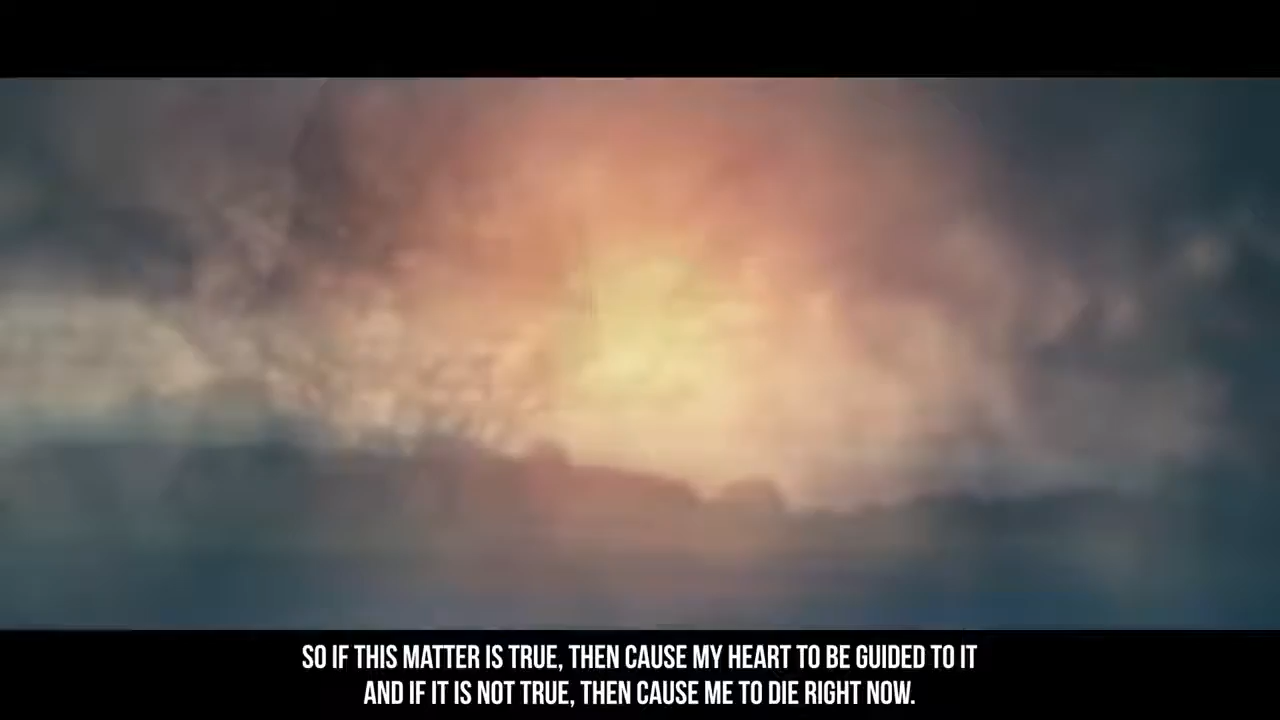 SO IF THIS MATTER IS TRUE, THEN CAUSE MY HEART TO BE GUIDED TO IT
AND IF IT IS NOT TRUE, THEN CAUSE ME TO DIE RIGHT NOW.